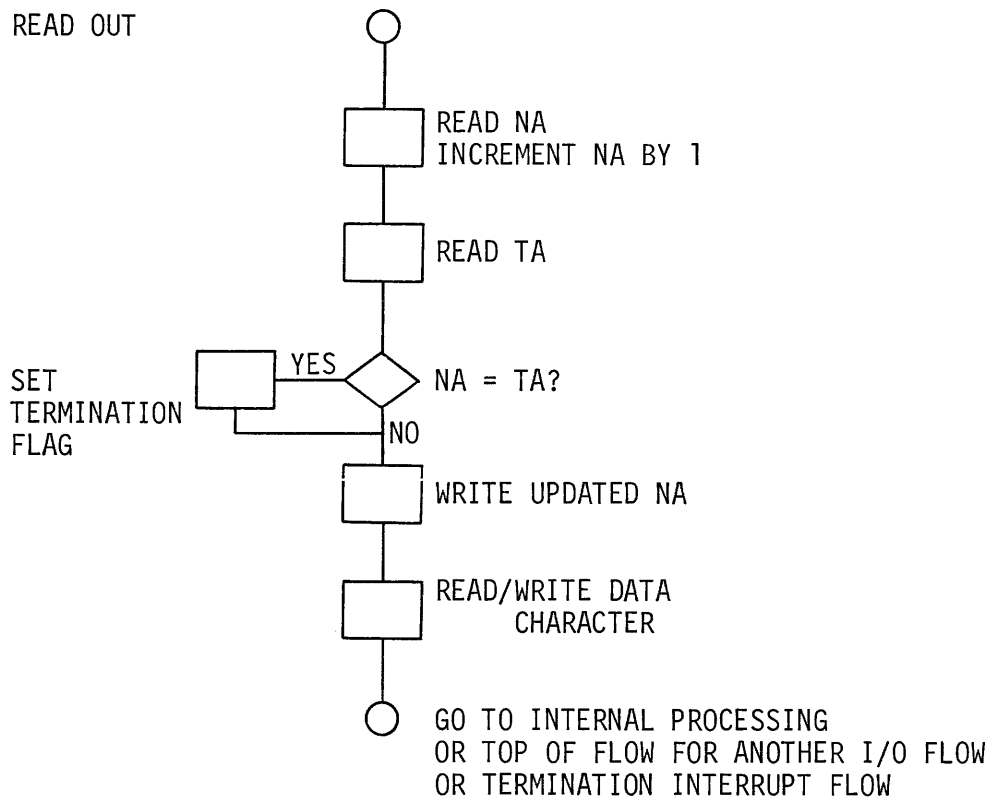 READ OUT
READ NA
INCREMENT NA BY 1
READ TA
YES
NA = TA?
SET
TERMINATION
FLAG
NO
WRITE UPDATED NA
READ/WRITE DATA
CHARACTER
GO TO INTERNAL PROCESSING
OR TOP OF FLOW FOR ANOTHER I/O FLOW
OR TERMINATION INTERRUPT FLOW